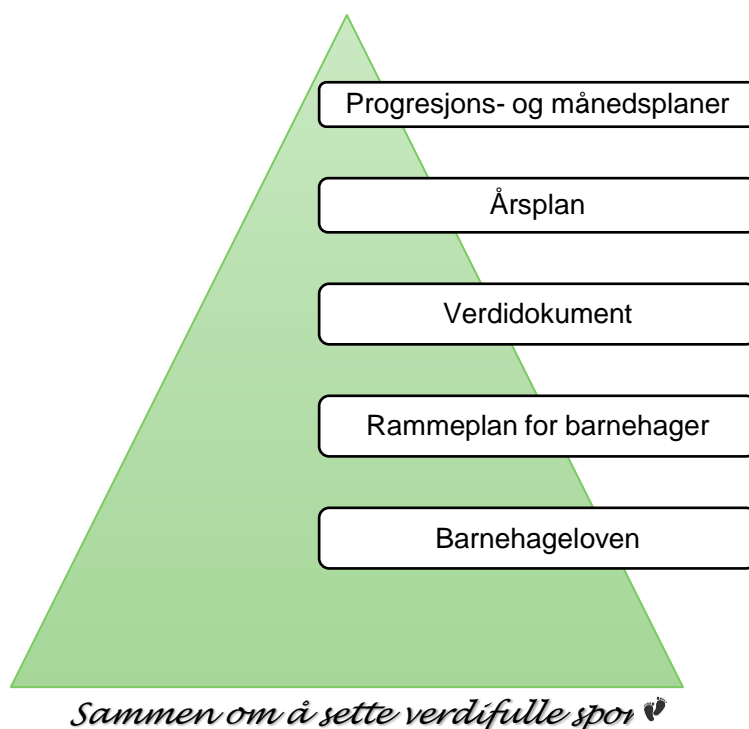 Progresjons- og månedsplaner
Årsplan
Verdidokument
Rammeplan for barnehager
Barnehageloven
Sammen om å sette verdifulle spor